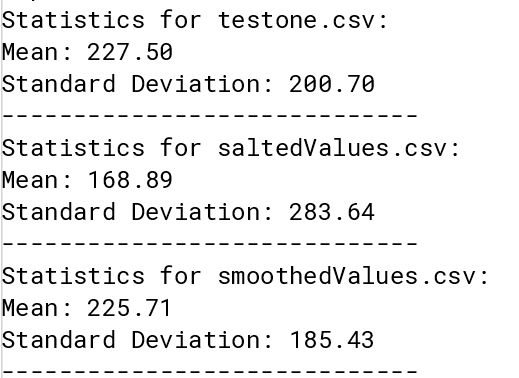 Statistics for testone.csv:
Mean: 227.50
Standard Deviation: 200.70
-----------------------------
Statistics for saltedValues.csv:
Mean: 168.89
Standard Deviation: 283.64
-----------------------------
Statistics for smoothedValues.csv:
Mean: 225.71
Standard Deviation: 185.43
-----------------------------